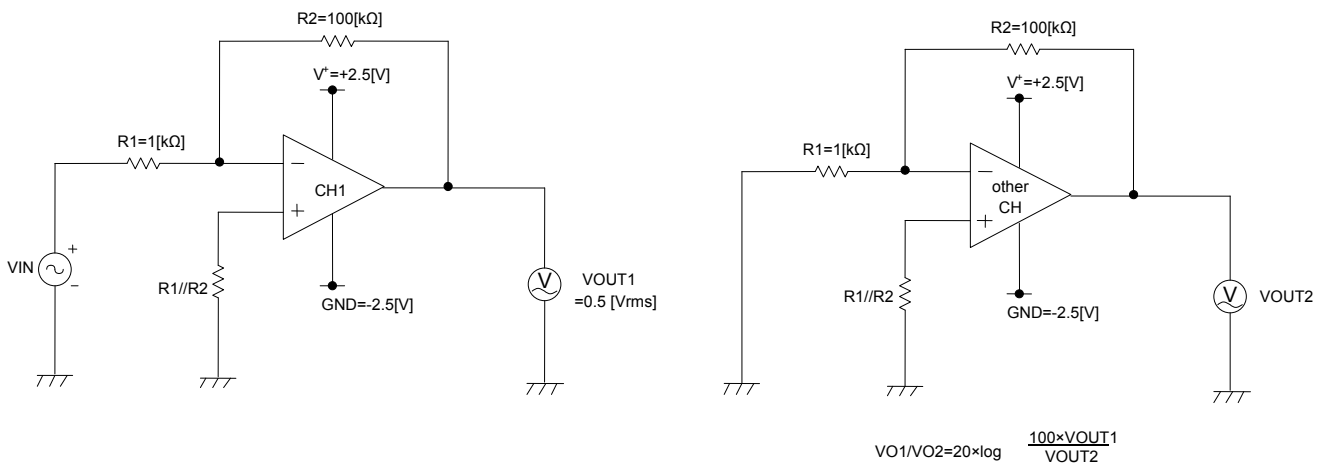 R2=100[kΩ]
V+=+2.5[V]
R1=1[kΩ]
−
CH1
+
VIN
+
−
R1//R2
GND=-2.5[V]
V
VOUT1
=0.5 [Vrms]
R2=100[kΩ]
V+=+2.5[V]
R1=1[kΩ]
−
other
CH
+
R1//R2
GND=-2.5[V]
V
VOUT2
VO1/VO2=20×log 100×VOUT1
VOUT2